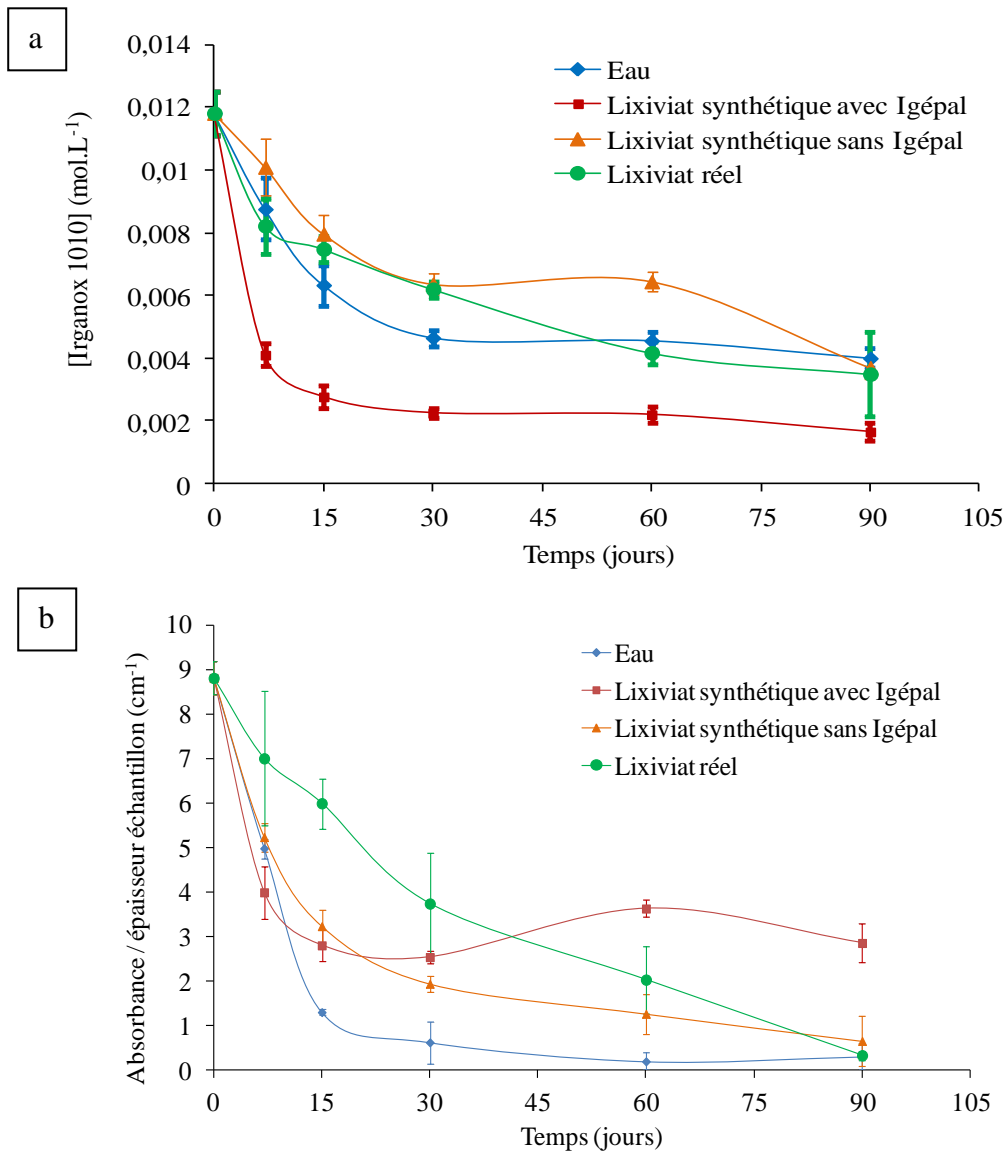 a
[Irganox 1010] (mol.L⁻¹)
0,014
0,012
0,01
0,008
0,006
0,004
0,002
0
Eau
Lixiviat synthétique avec Igépal
Lixiviat synthétique sans Igépal
Lixiviat réel
0 15 30 45 60 75 90 105
Temps (jours)
b
Absorbance / épaisseur échantillon (cm⁻¹)
10
9
8
7
6
5
4
3
2
1
0
Eau
Lixiviat synthétique avec Igépal
Lixiviat synthétique sans Igépal
Lixiviat réel
0 15 30 45 60 75 90 105
Temps (jours)